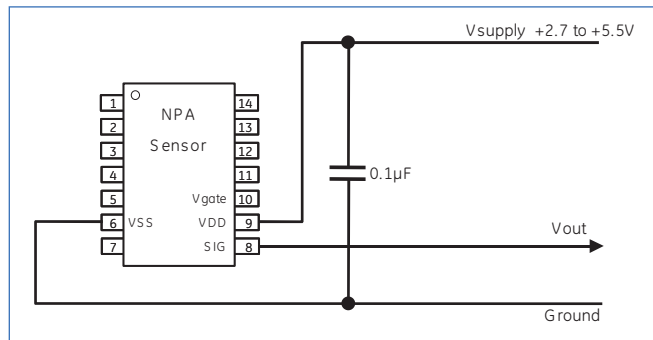 Vsupply +2.7 to +5.5V
NPA
Sensor
1
2
3
4
5
6 VSS
7
14
13
12
11
Vgate 10
VDD 9
SIG 8
0.1µF
Vout
Ground